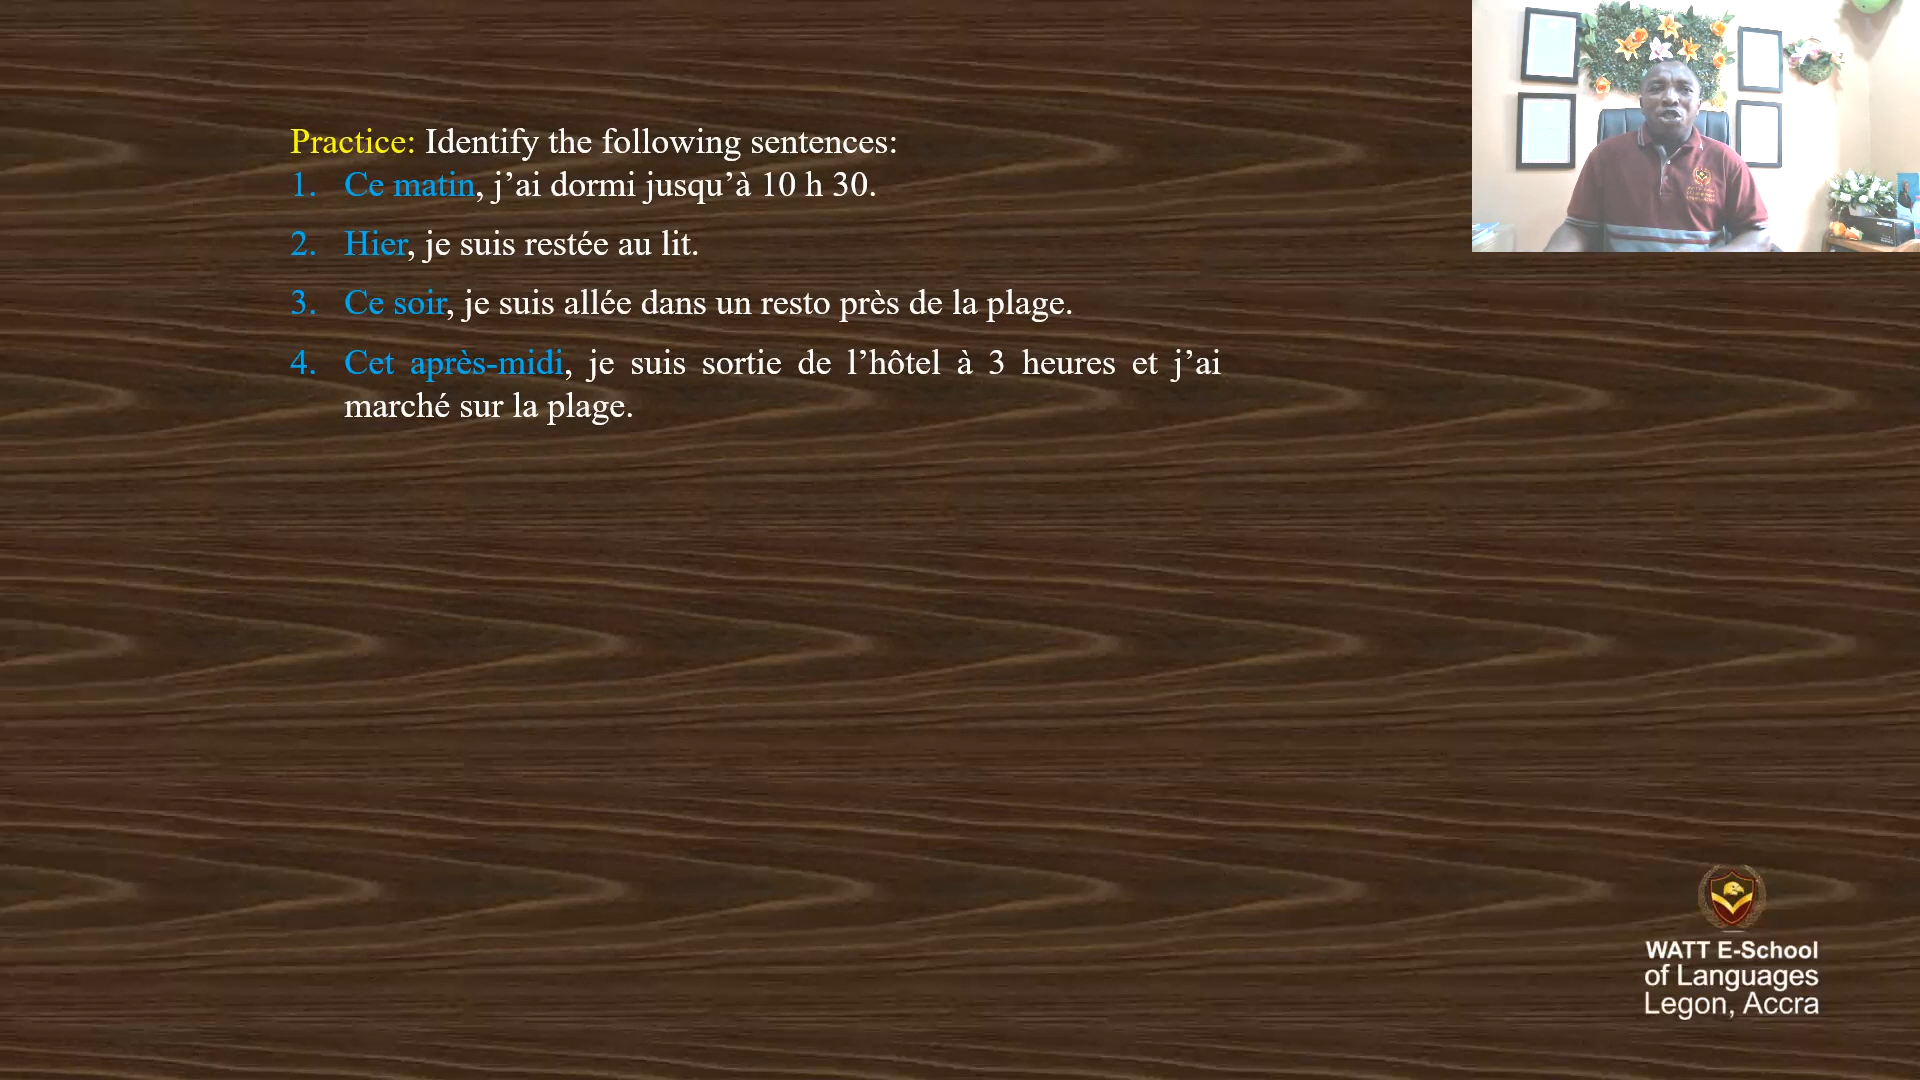 Practice: Identify the following sentences:
1. Ce matin, j’ai dormi jusqu’à 10 h 30.
2. Hier, je suis restée au lit.
3. Ce soir, je suis allée dans un resto près de la plage.
4. Cet après-midi, je suis sortie de l’hôtel à 3 heures et j’ai
marché sur la plage.
WATT E-School
of Languages
Legon, Accra